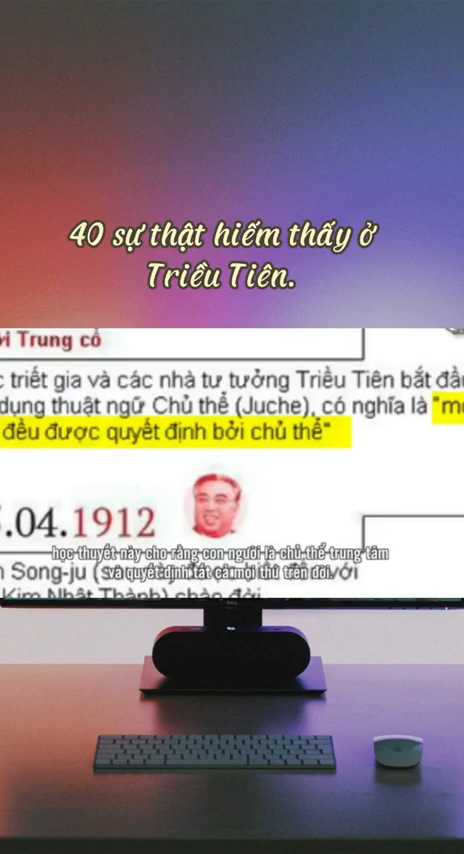 40 sự thật hiếm thấy ở
Triều Tiên.
Trung cổ
triết gia và các nhà tư tưởng Triều Tiên bắt đầu
dụng thuật ngữ Chủ thể (Juche), có nghĩa là "mọ
đều được quyết định bởi chủ thể"
.04.1912
học thuyết này cho rằng con người là chủ thể trung tâm
và quyết định tất cả mọi thứ trên đời.
Song-ju
Kim Nhật Thành) chào đời